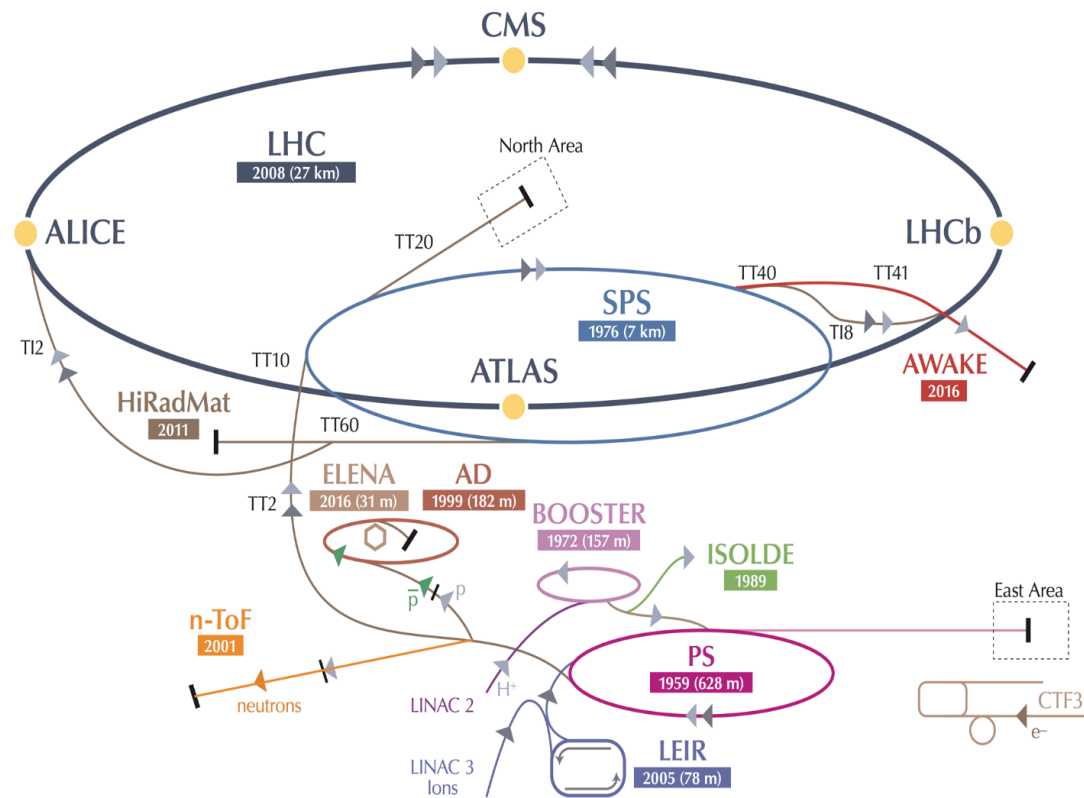 CMS
LHC
2008 (27 km)
North Area
ALICE
LHCb
TT20
TT40
TT41
SPS
1976 (7 km)
TI8
TI2
TT10
ATLAS
AWAKE
2016
HiRadMat
2011
TT60
ELENA
2016 (31 m)
AD
1999 (182 m)
TT2
BOOSTER
1972 (157 m)
ISOLDE
1989
p̅
p
East Area
n-ToF
2001
PS
1959 (628 m)
neutrons
H⁺
LINAC 2
CTF3
e⁻
LEIR
2005 (78 m)
LINAC 3
Ions